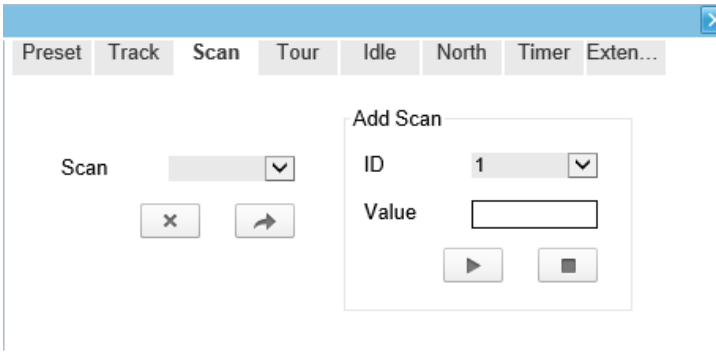 Preset Track Scan Tour Idle North Timer Exten...
Add Scan
Scan
ID 1
Value